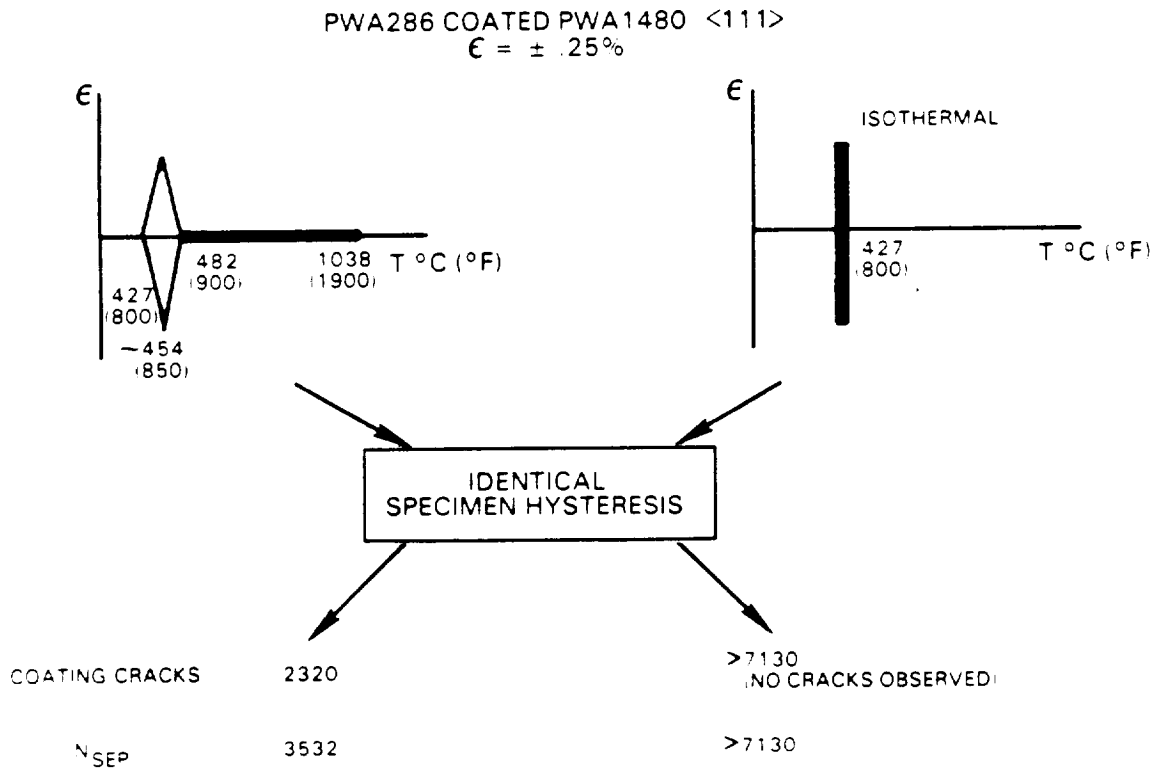 PWA286 COATED PWA1480 <111>
ϵ = ± .25%
ϵ
482
(900)
1038
(1900)
T °C (°F)
427
(800)
~454
(850)
ϵ
ISOTHERMAL
427
(800)
T °C (°F)
IDENTICAL
SPECIMEN HYSTERESIS
COATING CRACKS 2320
>7130
(NO CRACKS OBSERVED)
NSEP 3532 >7130